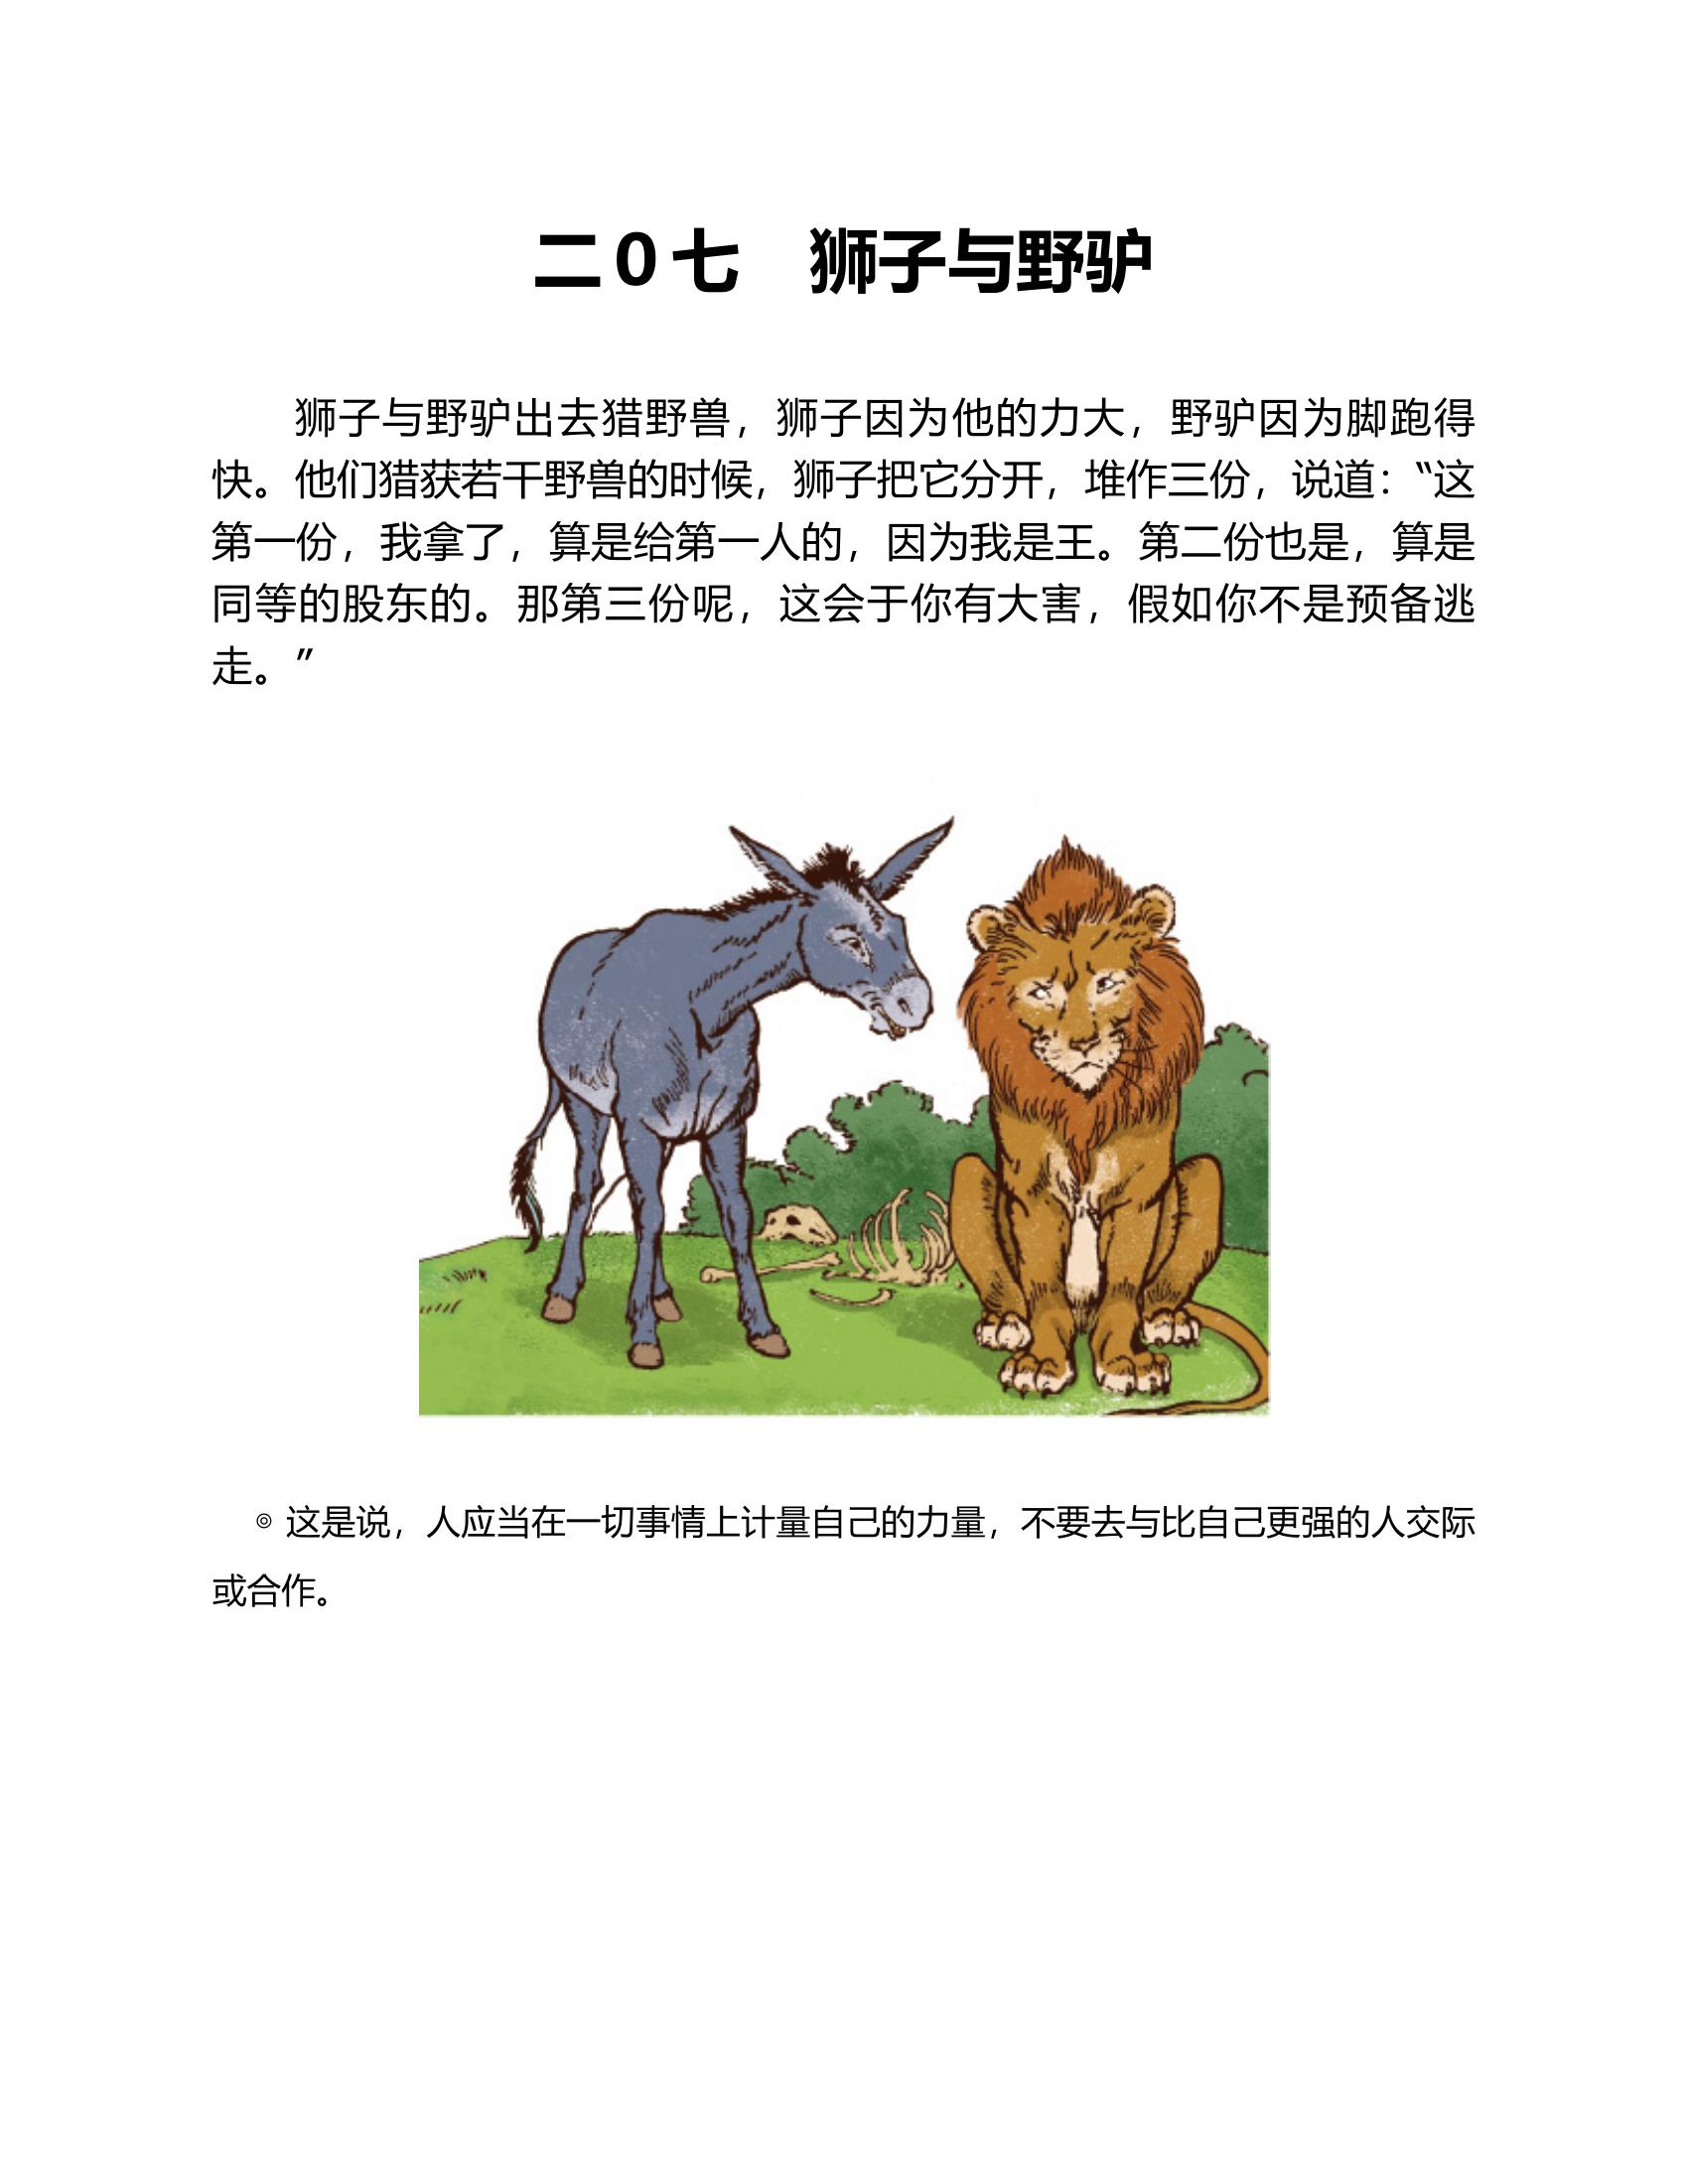 二0七 狮子与野驴
狮子与野驴出去猎野兽，狮子因为他的力大，野驴因为脚跑得
快。他们猎获若干野兽的时候，狮子把它分开，堆作三份，说道：“这
第一份，我拿了，算是给第一人的，因为我是王。第二份也是，算是
同等的股东的。那第三份呢，这会于你有大害，假如你不是预备逃
走。”
◎ 这是说，人应当在一切事情上计量自己的力量，不要去与比自己更强的人交际
或合作。